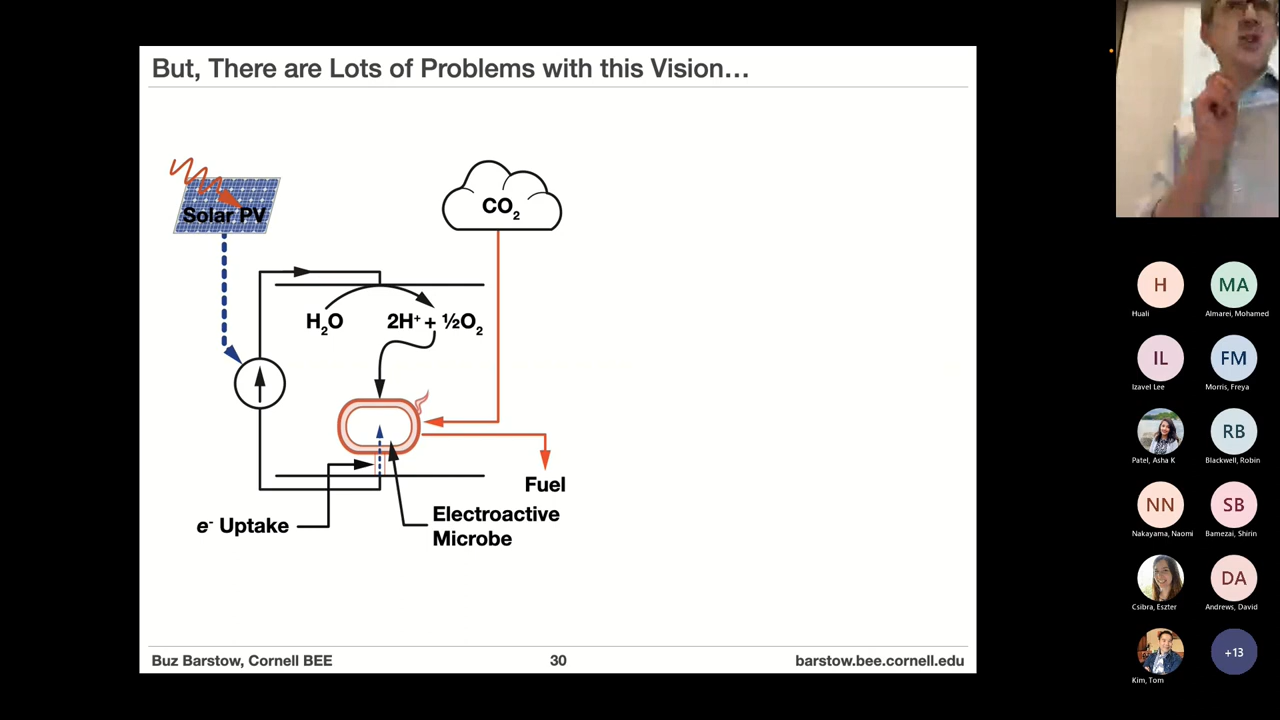 But, There are Lots of Problems with this Vision…
Solar PV
CO₂
H₂O
2H⁺ + ½O₂
Fuel
e⁻ Uptake
Electroactive
Microbe
Buz Barstow, Cornell BEE
30
barstow.bee.cornell.edu
H
MA
Huali
Almarei, Mohamed
IL
FM
Izavel Lee
Morris, Freya
RB
Patel, Asha K
Blackwell, Robin
NN
SB
Nakayama, Naomi
Bamezai, Shirin
DA
Csibra, Eszter
Andrews, David
+13
Kim, Tom